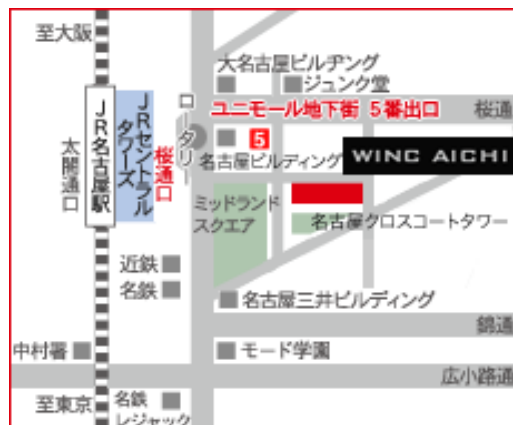 至大阪
大名古屋ビルヂング
ジュンク堂
ユニモール地下街 5番出口
桜通
ロータリー
JR名古屋駅
JRセントラル
タワーズ
桜通口
太閤通口
5
名古屋ビルディング
WINC AICHI
ミッドランド
スクエア
名古屋クロスコートタワー
近鉄
名鉄
名古屋三井ビルディング
錦通
中村署
モード学園
広小路通
至東京
名鉄
レジャック